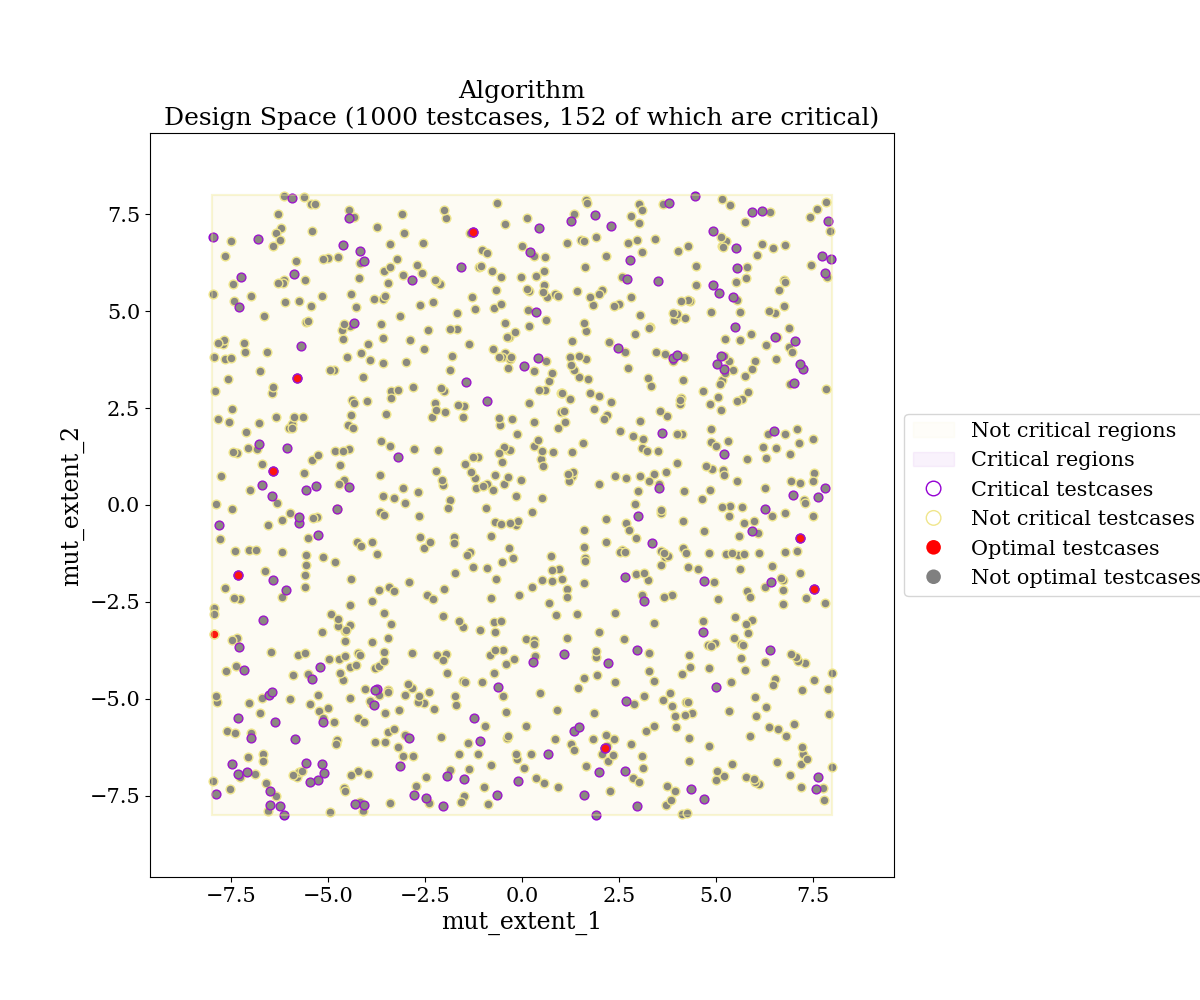 Algorithm
Design Space (1000 testcases, 152 of which are critical)
7.5
5.0
2.5
0.0
−2.5
−5.0
−7.5
mut_extent_2
−7.5
−5.0
−2.5
0.0
2.5
5.0
7.5
mut_extent_1
Not critical regions
Critical regions
Critical testcases
Not critical testcases
Optimal testcases
Not optimal testcases